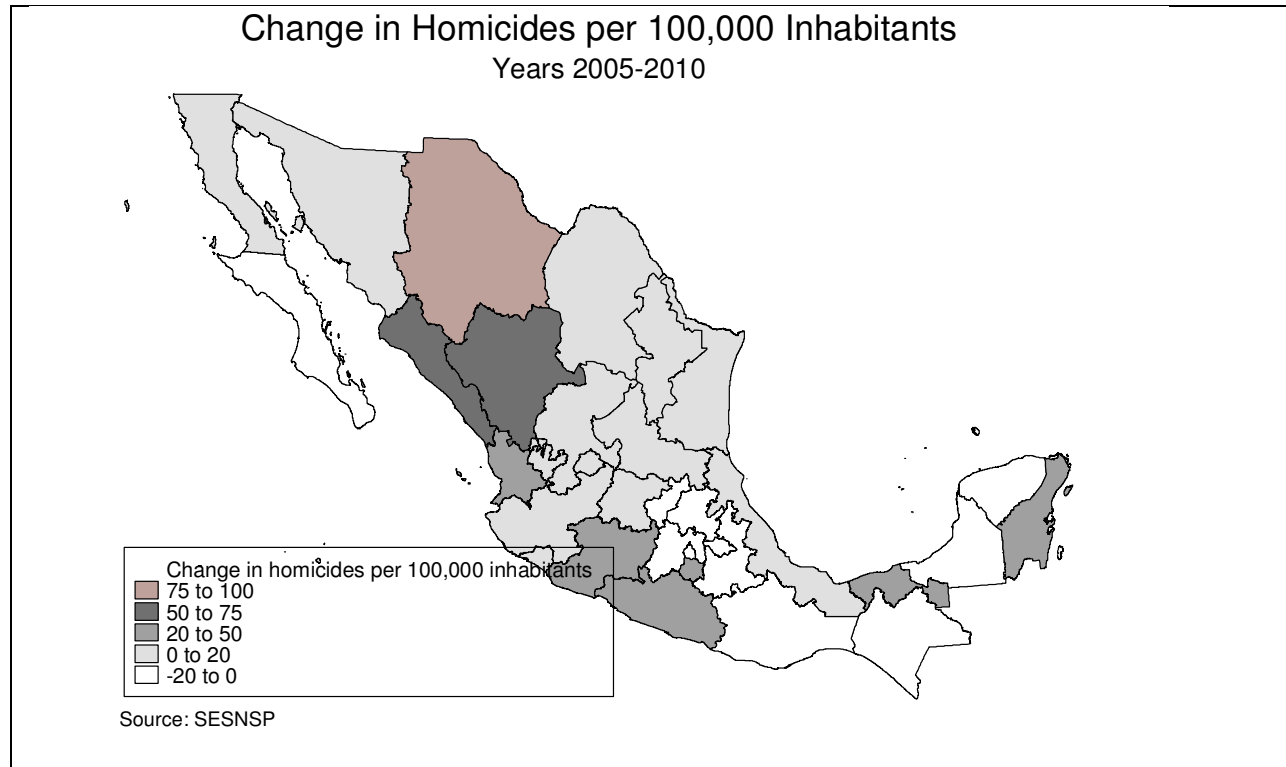 Change in Homicides per 100,000 Inhabitants
Years 2005-2010
Change in homicides per 100,000 inhabitants
75 to 100
50 to 75
20 to 50
0 to 20
-20 to 0
Source: SESNSP